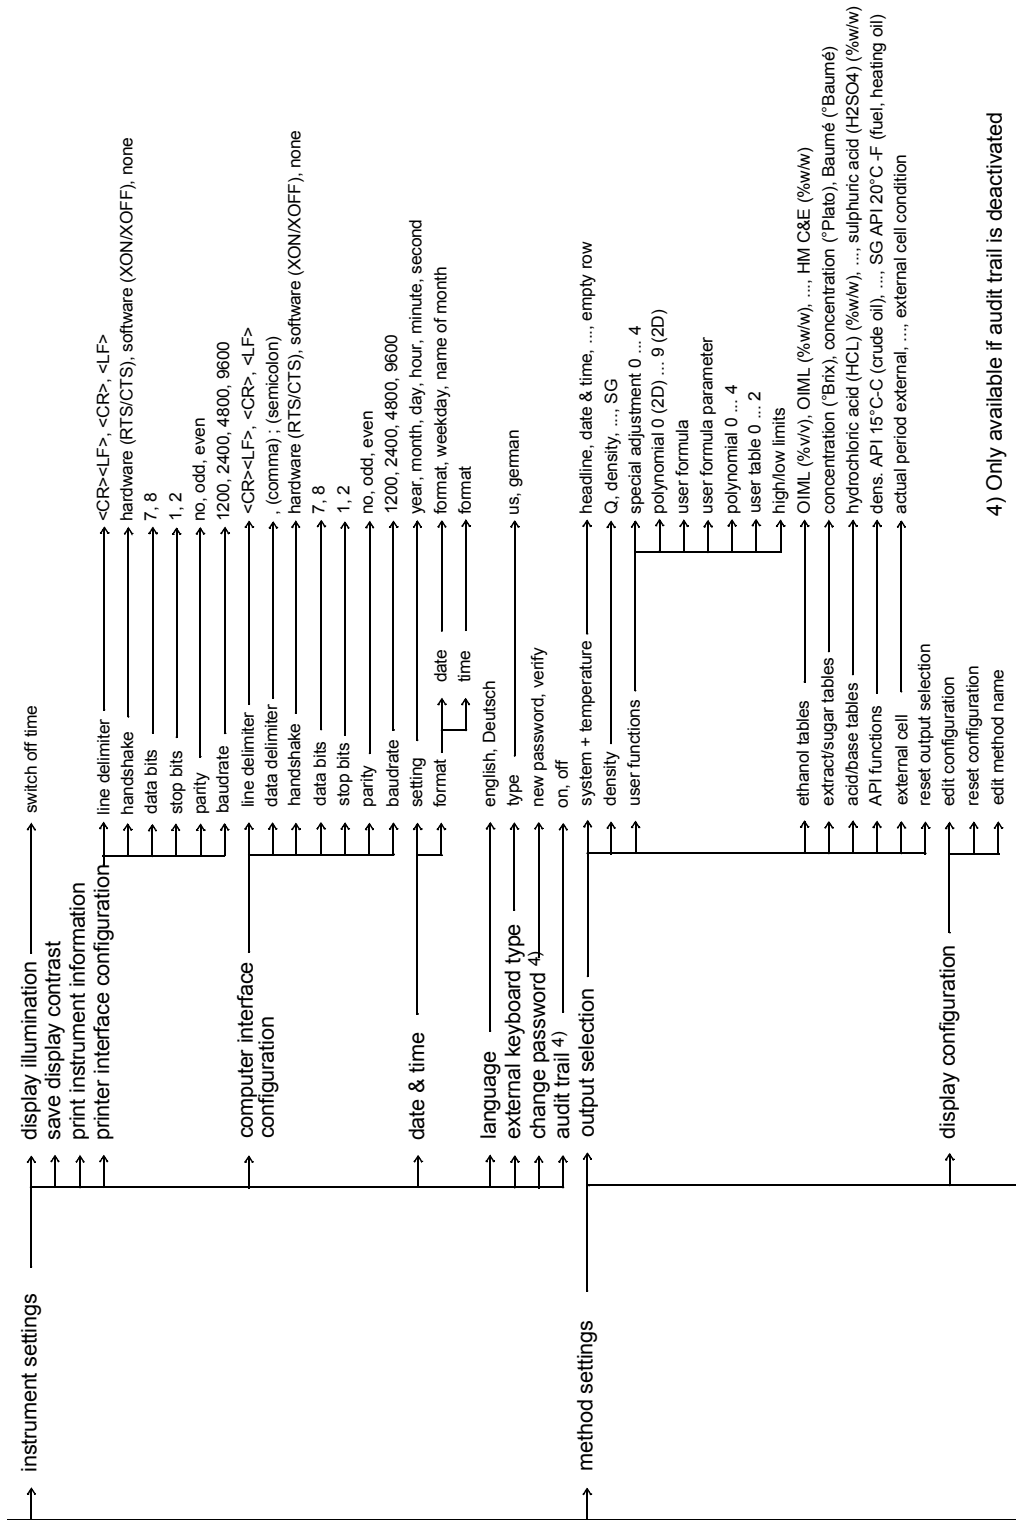 instrument settings
display illumination
switch off time
save display contrast
print instrument information
printer interface configuration
line delimiter
<CR><LF>, <CR>, <LF>
handshake
hardware (RTS/CTS), software (XON/XOFF), none
data bits
7, 8
stop bits
1, 2
parity
no, odd, even
baudrate
1200, 2400, 4800, 9600
computer interface
configuration
line delimiter
<CR><LF>, <CR>, <LF>
data delimiter
, (comma) ; (semicolon)
handshake
hardware (RTS/CTS), software (XON/XOFF), none
data bits
7, 8
stop bits
1, 2
parity
no, odd, even
baudrate
1200, 2400, 4800, 9600
date & time
setting
year, month, day, hour, minute, second
format
date
format, weekday, name of month
time
format
language
english, Deutsch
external keyboard type
type
us, german
change password 4)
new password, verify
audit trail 4)
on, off
method settings
output selection
system + temperature
headline, date & time, ..., empty row
density
Q, density, ..., SG
user functions
special adjustment 0 ... 4
polynomial 0 (2D) ... 9 (2D)
user formula
user formula parameter
polynomial 0 ... 4
user table 0 ... 2
high/low limits
ethanol tables
OIML (%v/v), OIML (%w/w), ..., HM C&E (%w/w)
extract/sugar tables
concentration (°Brix), concentration (°Plato), Baumé (°Baumé)
acid/base tables
hydrochloric acid (HCL) (%w/w), ..., sulphuric acid (H2SO4) (%w/w)
API functions
dens. API 15°C-C (crude oil), ..., SG API 20°C -F (fuel, heating oil)
external cell
actual period external, ..., external cell condition
reset output selection
display configuration
edit configuration
reset configuration
edit method name
4) Only available if audit trail is deactivated